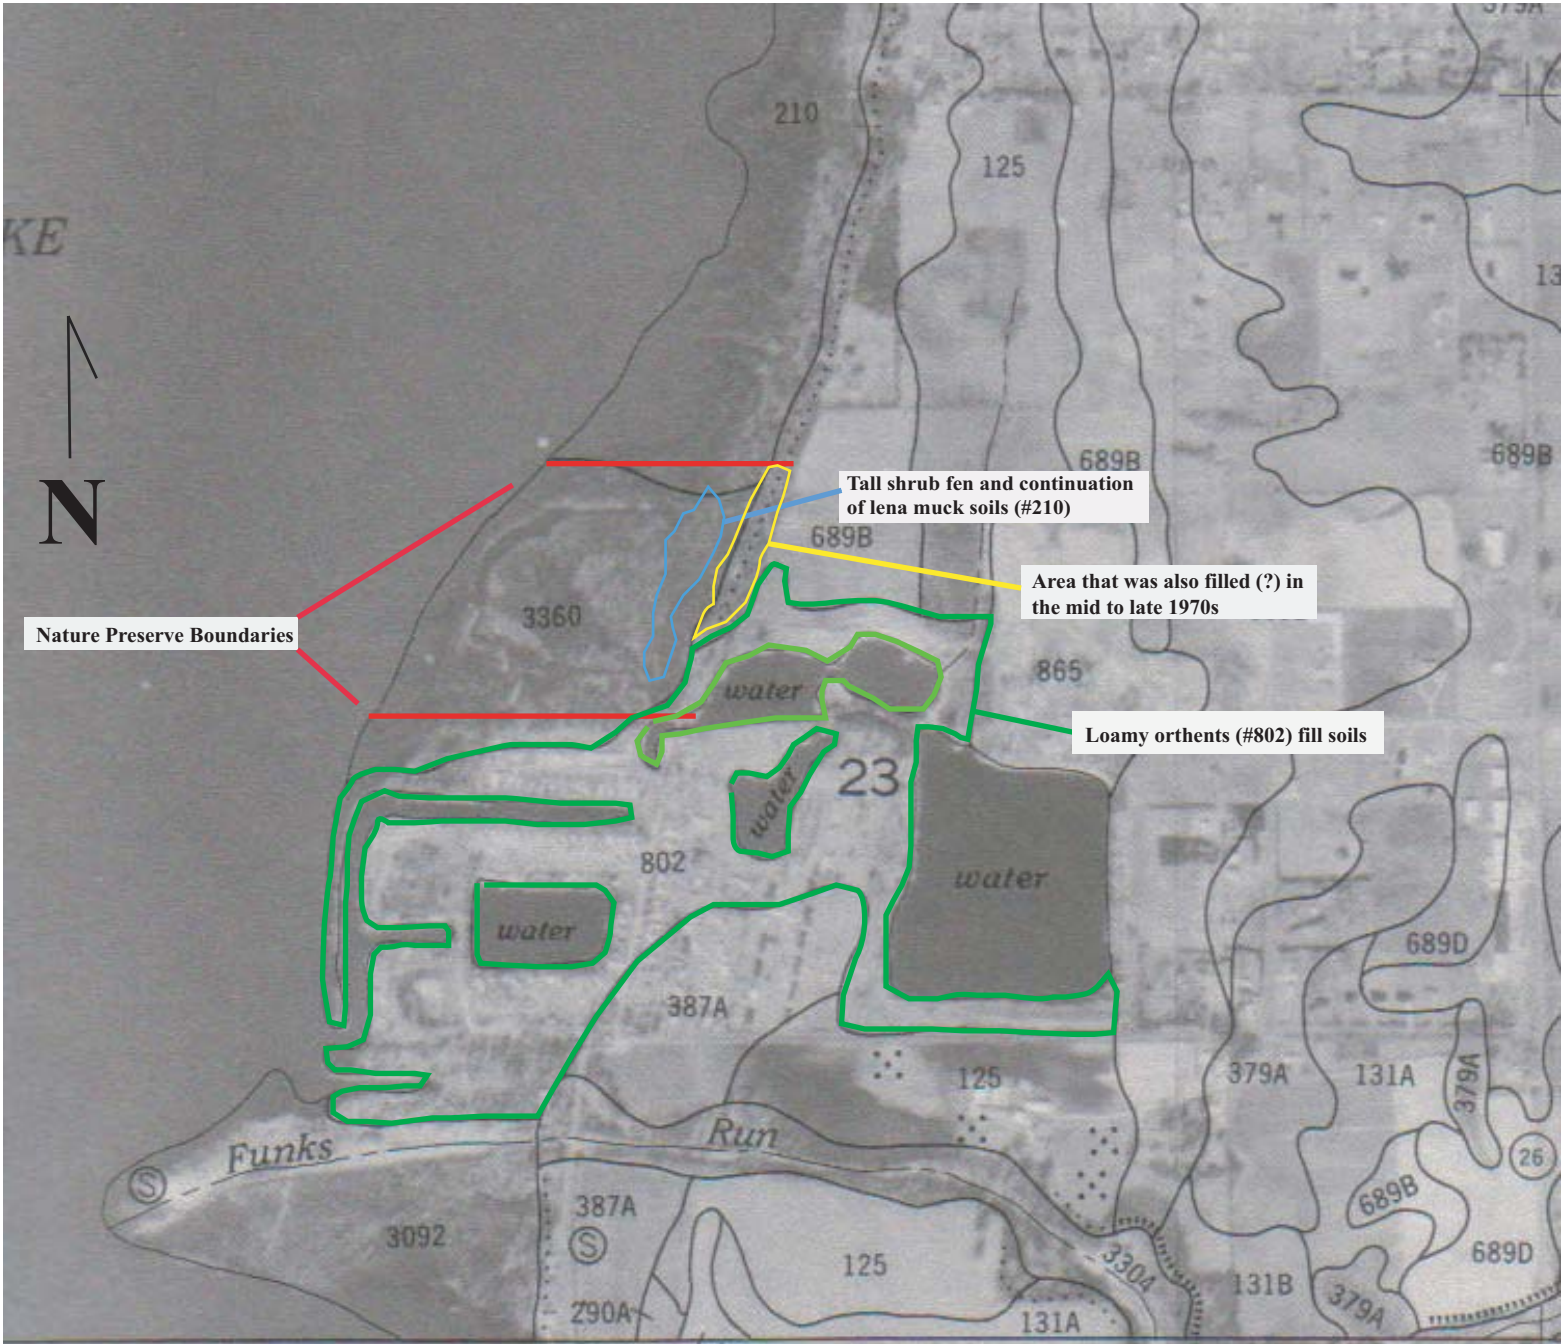 379A
210
125
KE
13
N
689B
689B
Tall shrub fen and continuation
of lena muck soils (#210)
689B
Area that was also filled (?) in
the mid to late 1970s
3360
Nature Preserve Boundaries
865
water
Loamy orthents (#802) fill soils
23
water
802
water
water
689D
387A
125
379A
131A
379A
Run
Funks
26
S
689B
387A
3092
S
689D
125
3304
131B
379A
290A
131A